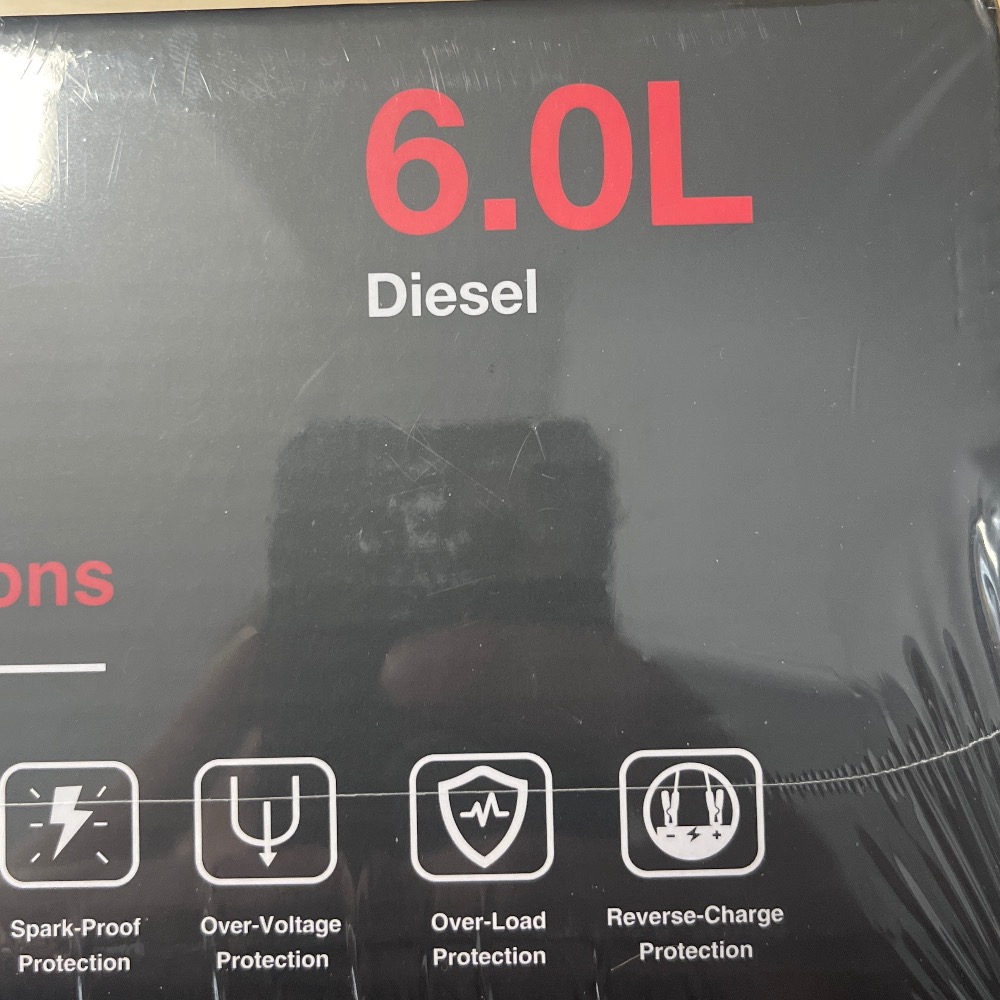 6.0L
Diesel
ons
Spark-Proof
Protection
Over-Voltage
Protection
Over-Load
Protection
Reverse-Charge
Protection